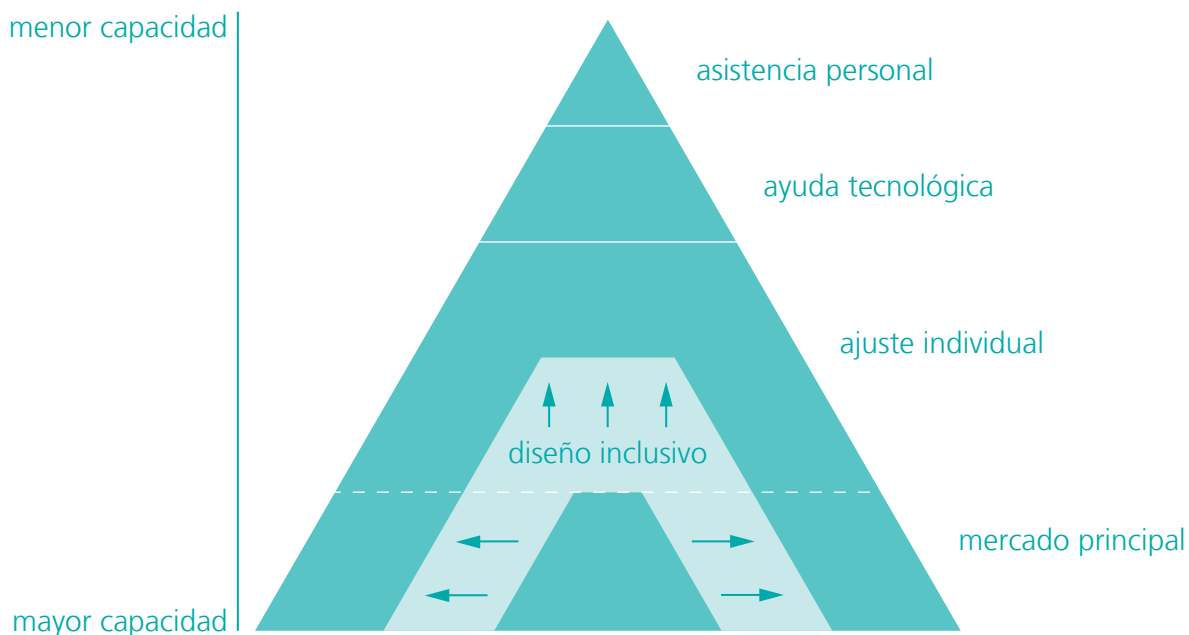 menor capacidad
asistencia personal
ayuda tecnológica
ajuste individual
diseño inclusivo
mercado principal
mayor capacidad